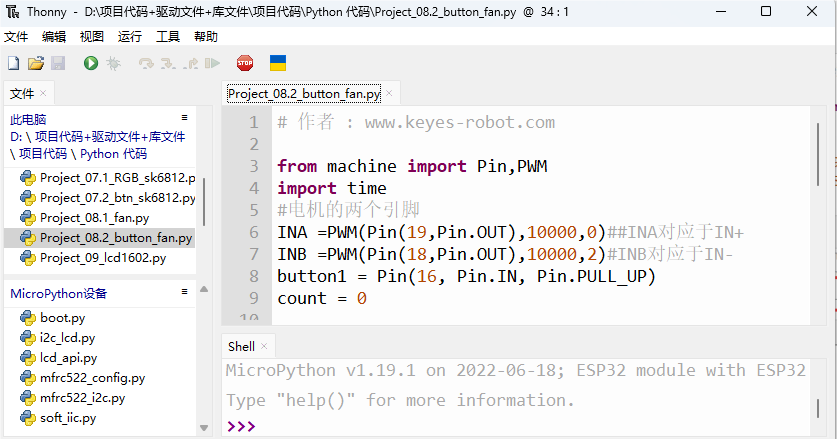 Thonny - D:\项目代码+驱动文件+库文件\项目代码\Python 代码\Project_08.2_button_fan.py @ 34 : 1
文件 编辑 视图 运行 工具 帮助
STOP
文件
此电脑
D: \ 项目代码+驱动文件+库文件
\ 项目代码 \ Python 代码
Project_07.1_RGB_sk6812.p
Project_07.2_btn_sk6812.py
Project_08.1_fan.py
Project_08.2_button_fan.py
Project_09_lcd1602.py
MicroPython设备
boot.py
i2c_lcd.py
lcd_api.py
mfrc522_config.py
mfrc522_i2c.py
soft_iic.py
Project_08.2_button_fan.py
1 # 作者 : www.keyes-robot.com
2
3 from machine import Pin,PWM
4 import time
5 #电机的两个引脚
6 INA =PWM(Pin(19,Pin.OUT),10000,0)##INA对应于IN+
7 INB =PWM(Pin(18,Pin.OUT),10000,2)#INB对应于IN-
8 button1 = Pin(16, Pin.IN, Pin.PULL_UP)
9 count = 0
10
Shell
MicroPython v1.19.1 on 2022-06-18; ESP32 module with ESP32
Type "help()" for more information.
>>>